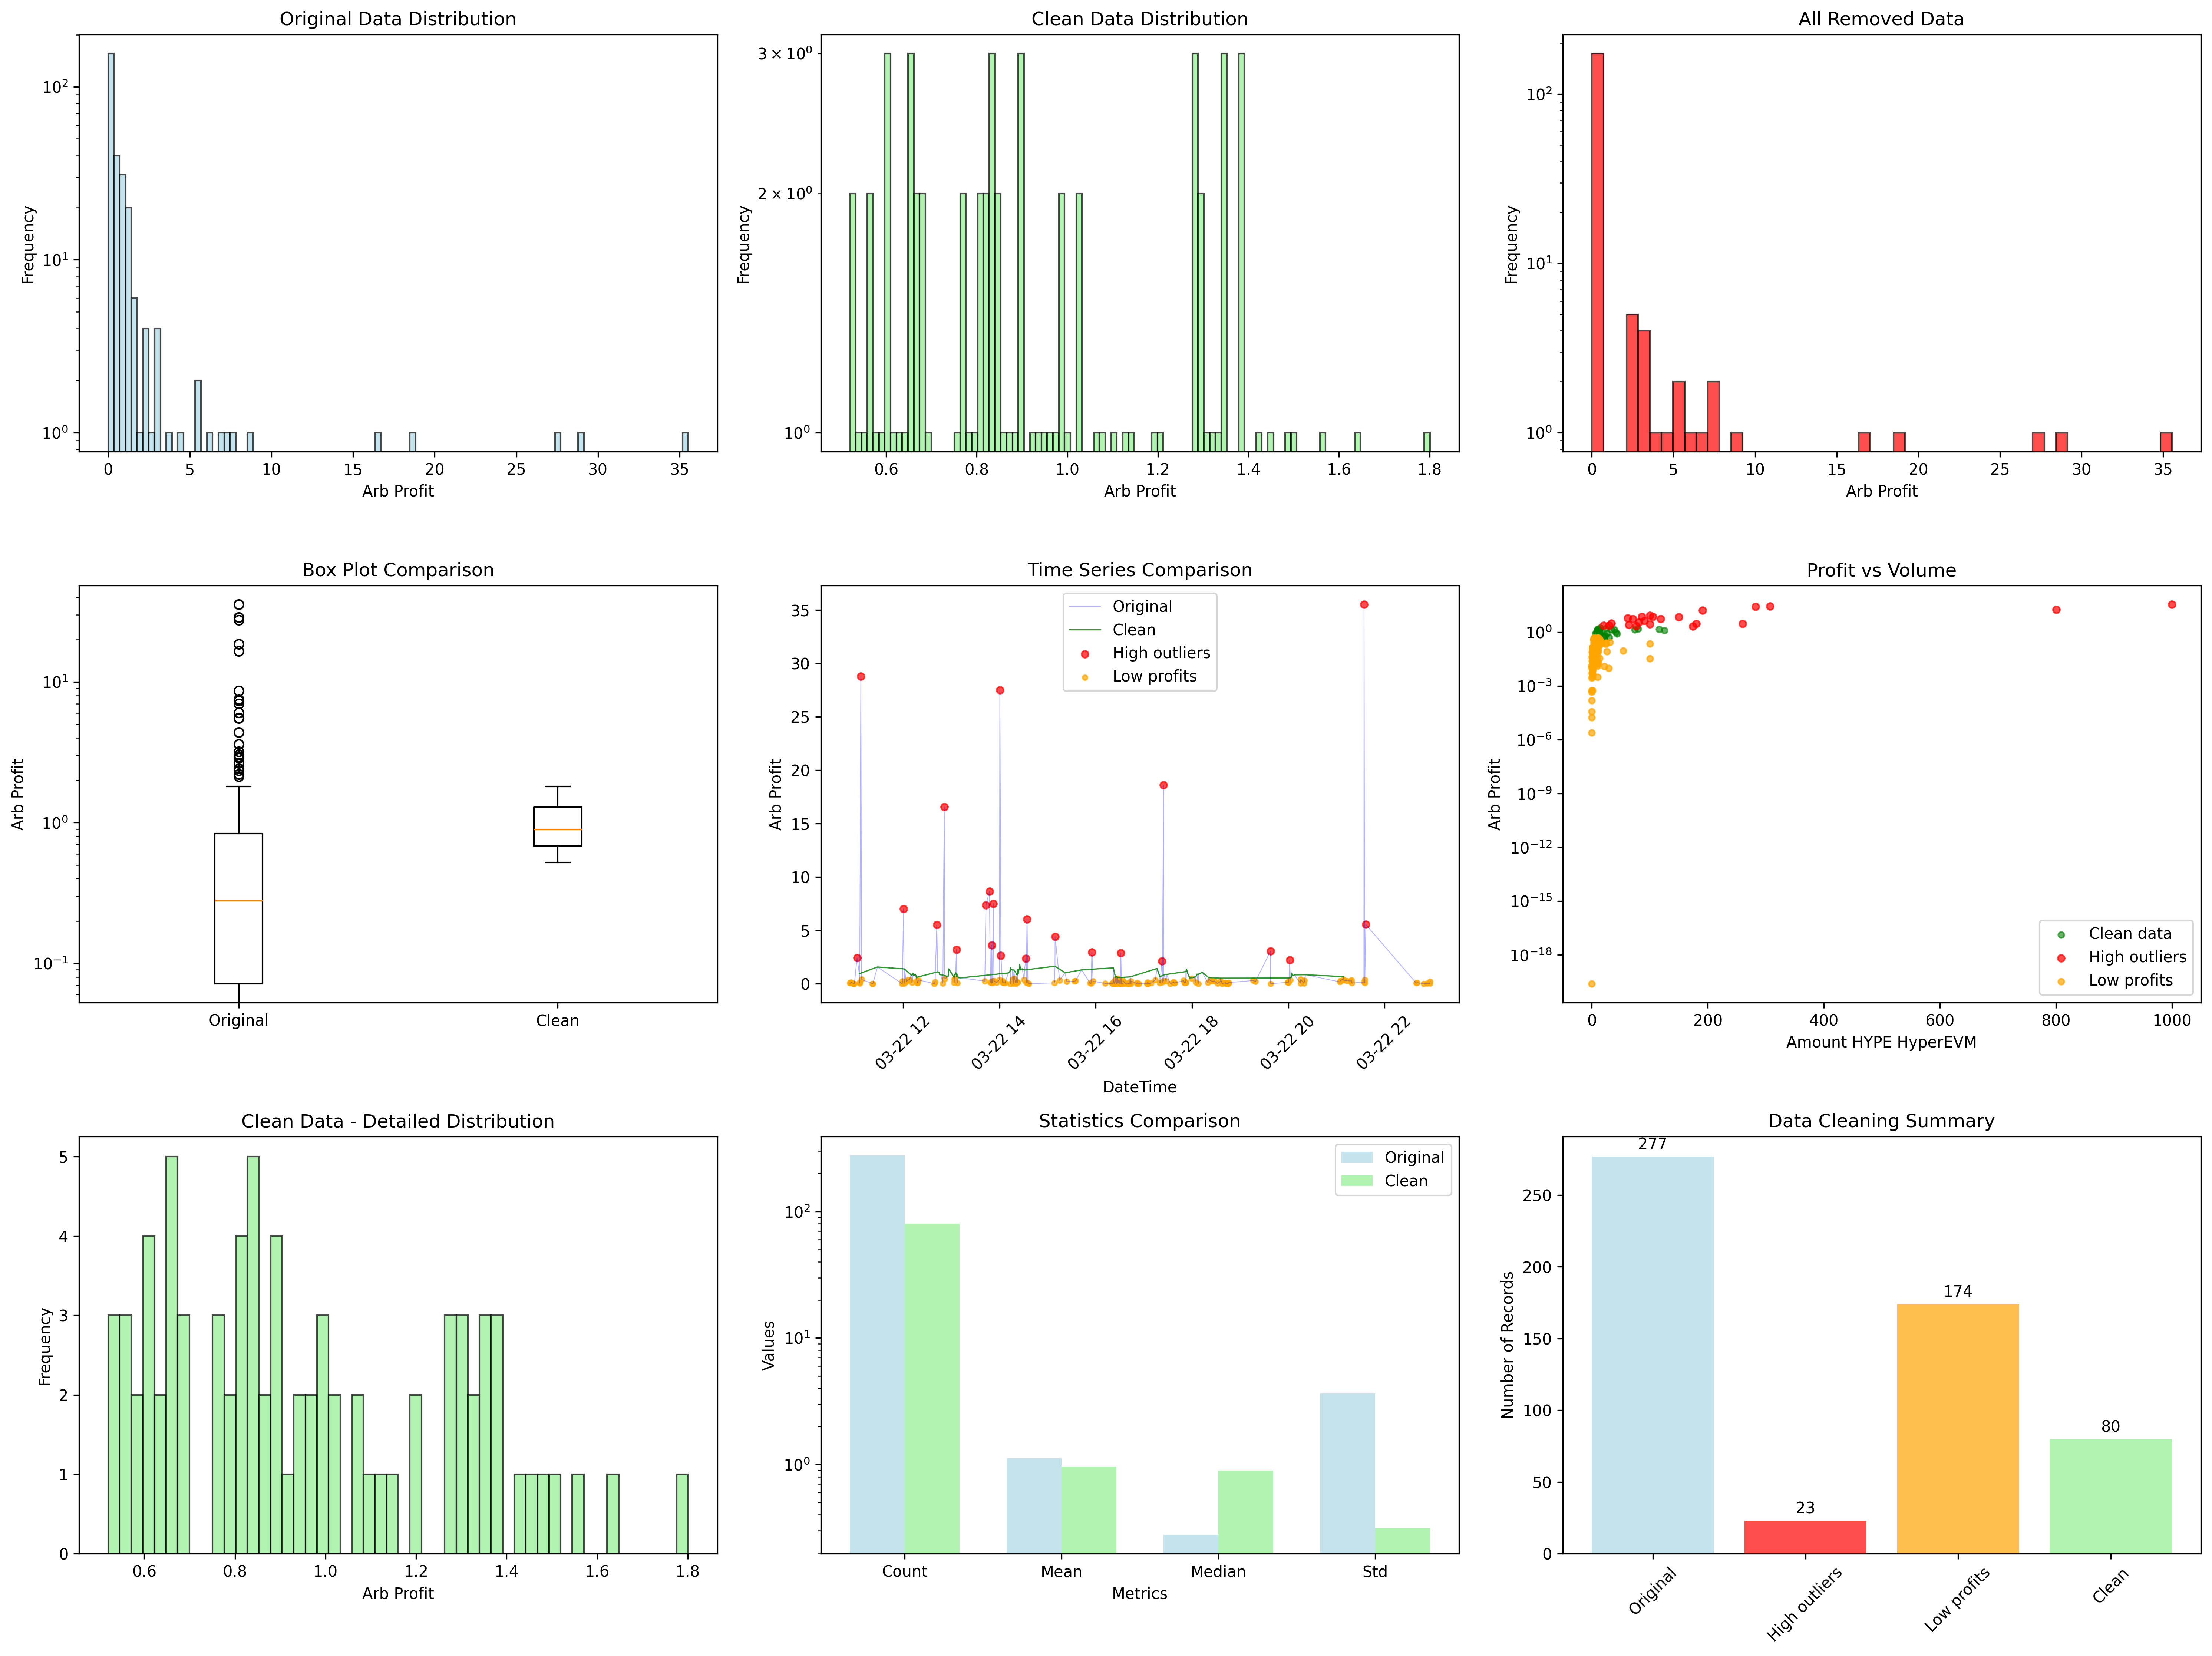 Original Data Distribution
10²
10¹
10⁰
Frequency
0 5 10 15 20 25 30 35
Arb Profit
Clean Data Distribution
3 × 10⁰
2 × 10⁰
10⁰
Frequency
0.6 0.8 1.0 1.2 1.4 1.6 1.8
Arb Profit
All Removed Data
10²
10¹
10⁰
Frequency
0 5 10 15 20 25 30 35
Arb Profit
Box Plot Comparison
10¹
10⁰
10⁻¹
Arb Profit
Original Clean
Time Series Comparison
Original
Clean
High outliers
Low profits
35
30
25
20
15
10
5
0
Arb Profit
03-22 12 03-22 14 03-22 16 03-22 18 03-22 20 03-22 22
DateTime
Profit vs Volume
10⁰
10⁻³
10⁻⁶
10⁻⁹
10⁻¹²
10⁻¹⁵
10⁻¹⁸
Arb Profit
Clean data
High outliers
Low profits
0 200 400 600 800 1000
Amount HYPE HyperEVM
Clean Data - Detailed Distribution
5
4
3
2
1
0
Frequency
0.6 0.8 1.0 1.2 1.4 1.6 1.8
Arb Profit
Statistics Comparison
Original
Clean
10²
10¹
10⁰
Values
Count Mean Median Std
Metrics
Data Cleaning Summary
277
23
174
80
250
200
150
100
50
0
Number of Records
Original High outliers Low profits Clean